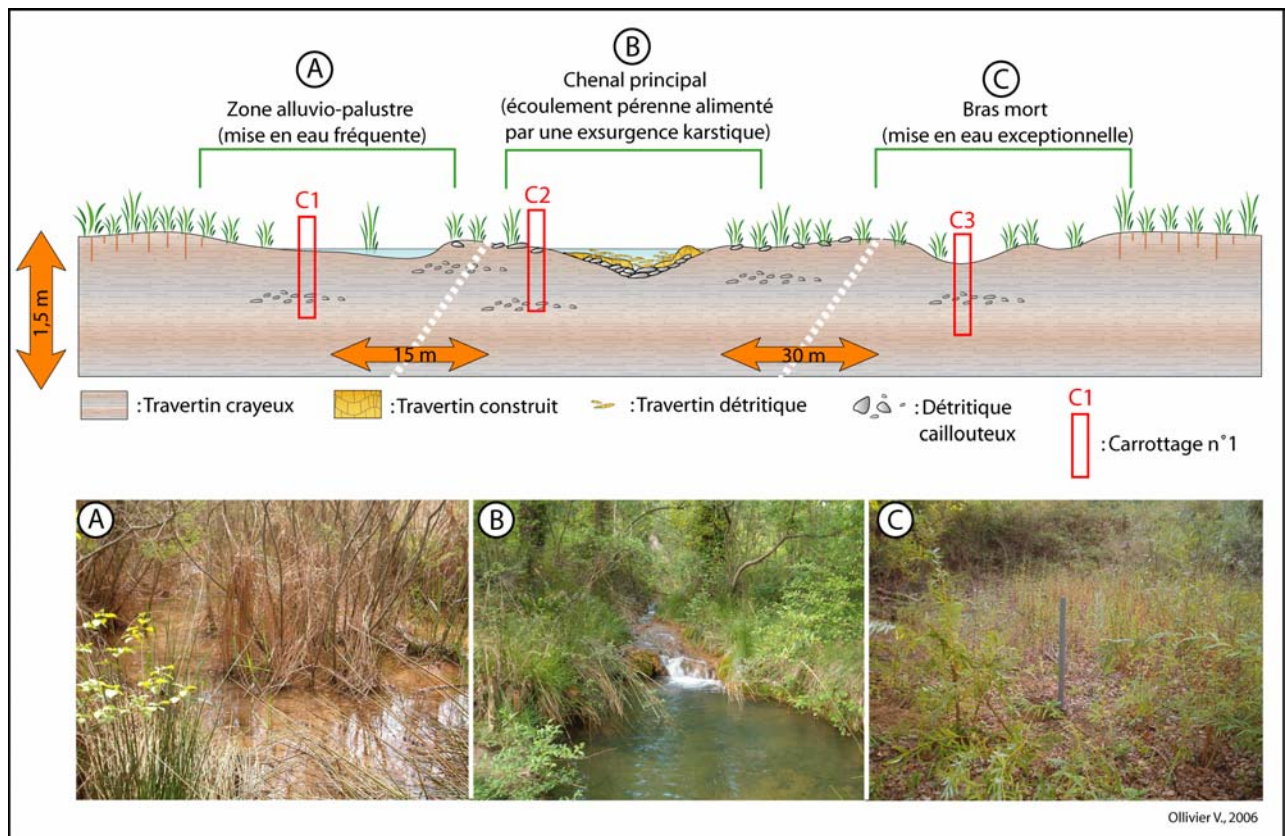 A
Zone alluvio-palustre
(mise en eau fréquente)
B
Chenal principal
(écoulement pérenne alimenté
par une exsurgence karstique)
C
Bras mort
(mise en eau exceptionnelle)
C1
C2
C3
1,5 m
15 m
30 m
: Travertin crayeux
: Travertin construit
: Travertin détritique
: Détritique
caillouteux
C1
: Carrottage n°1
A
B
C
Ollivier V., 2006